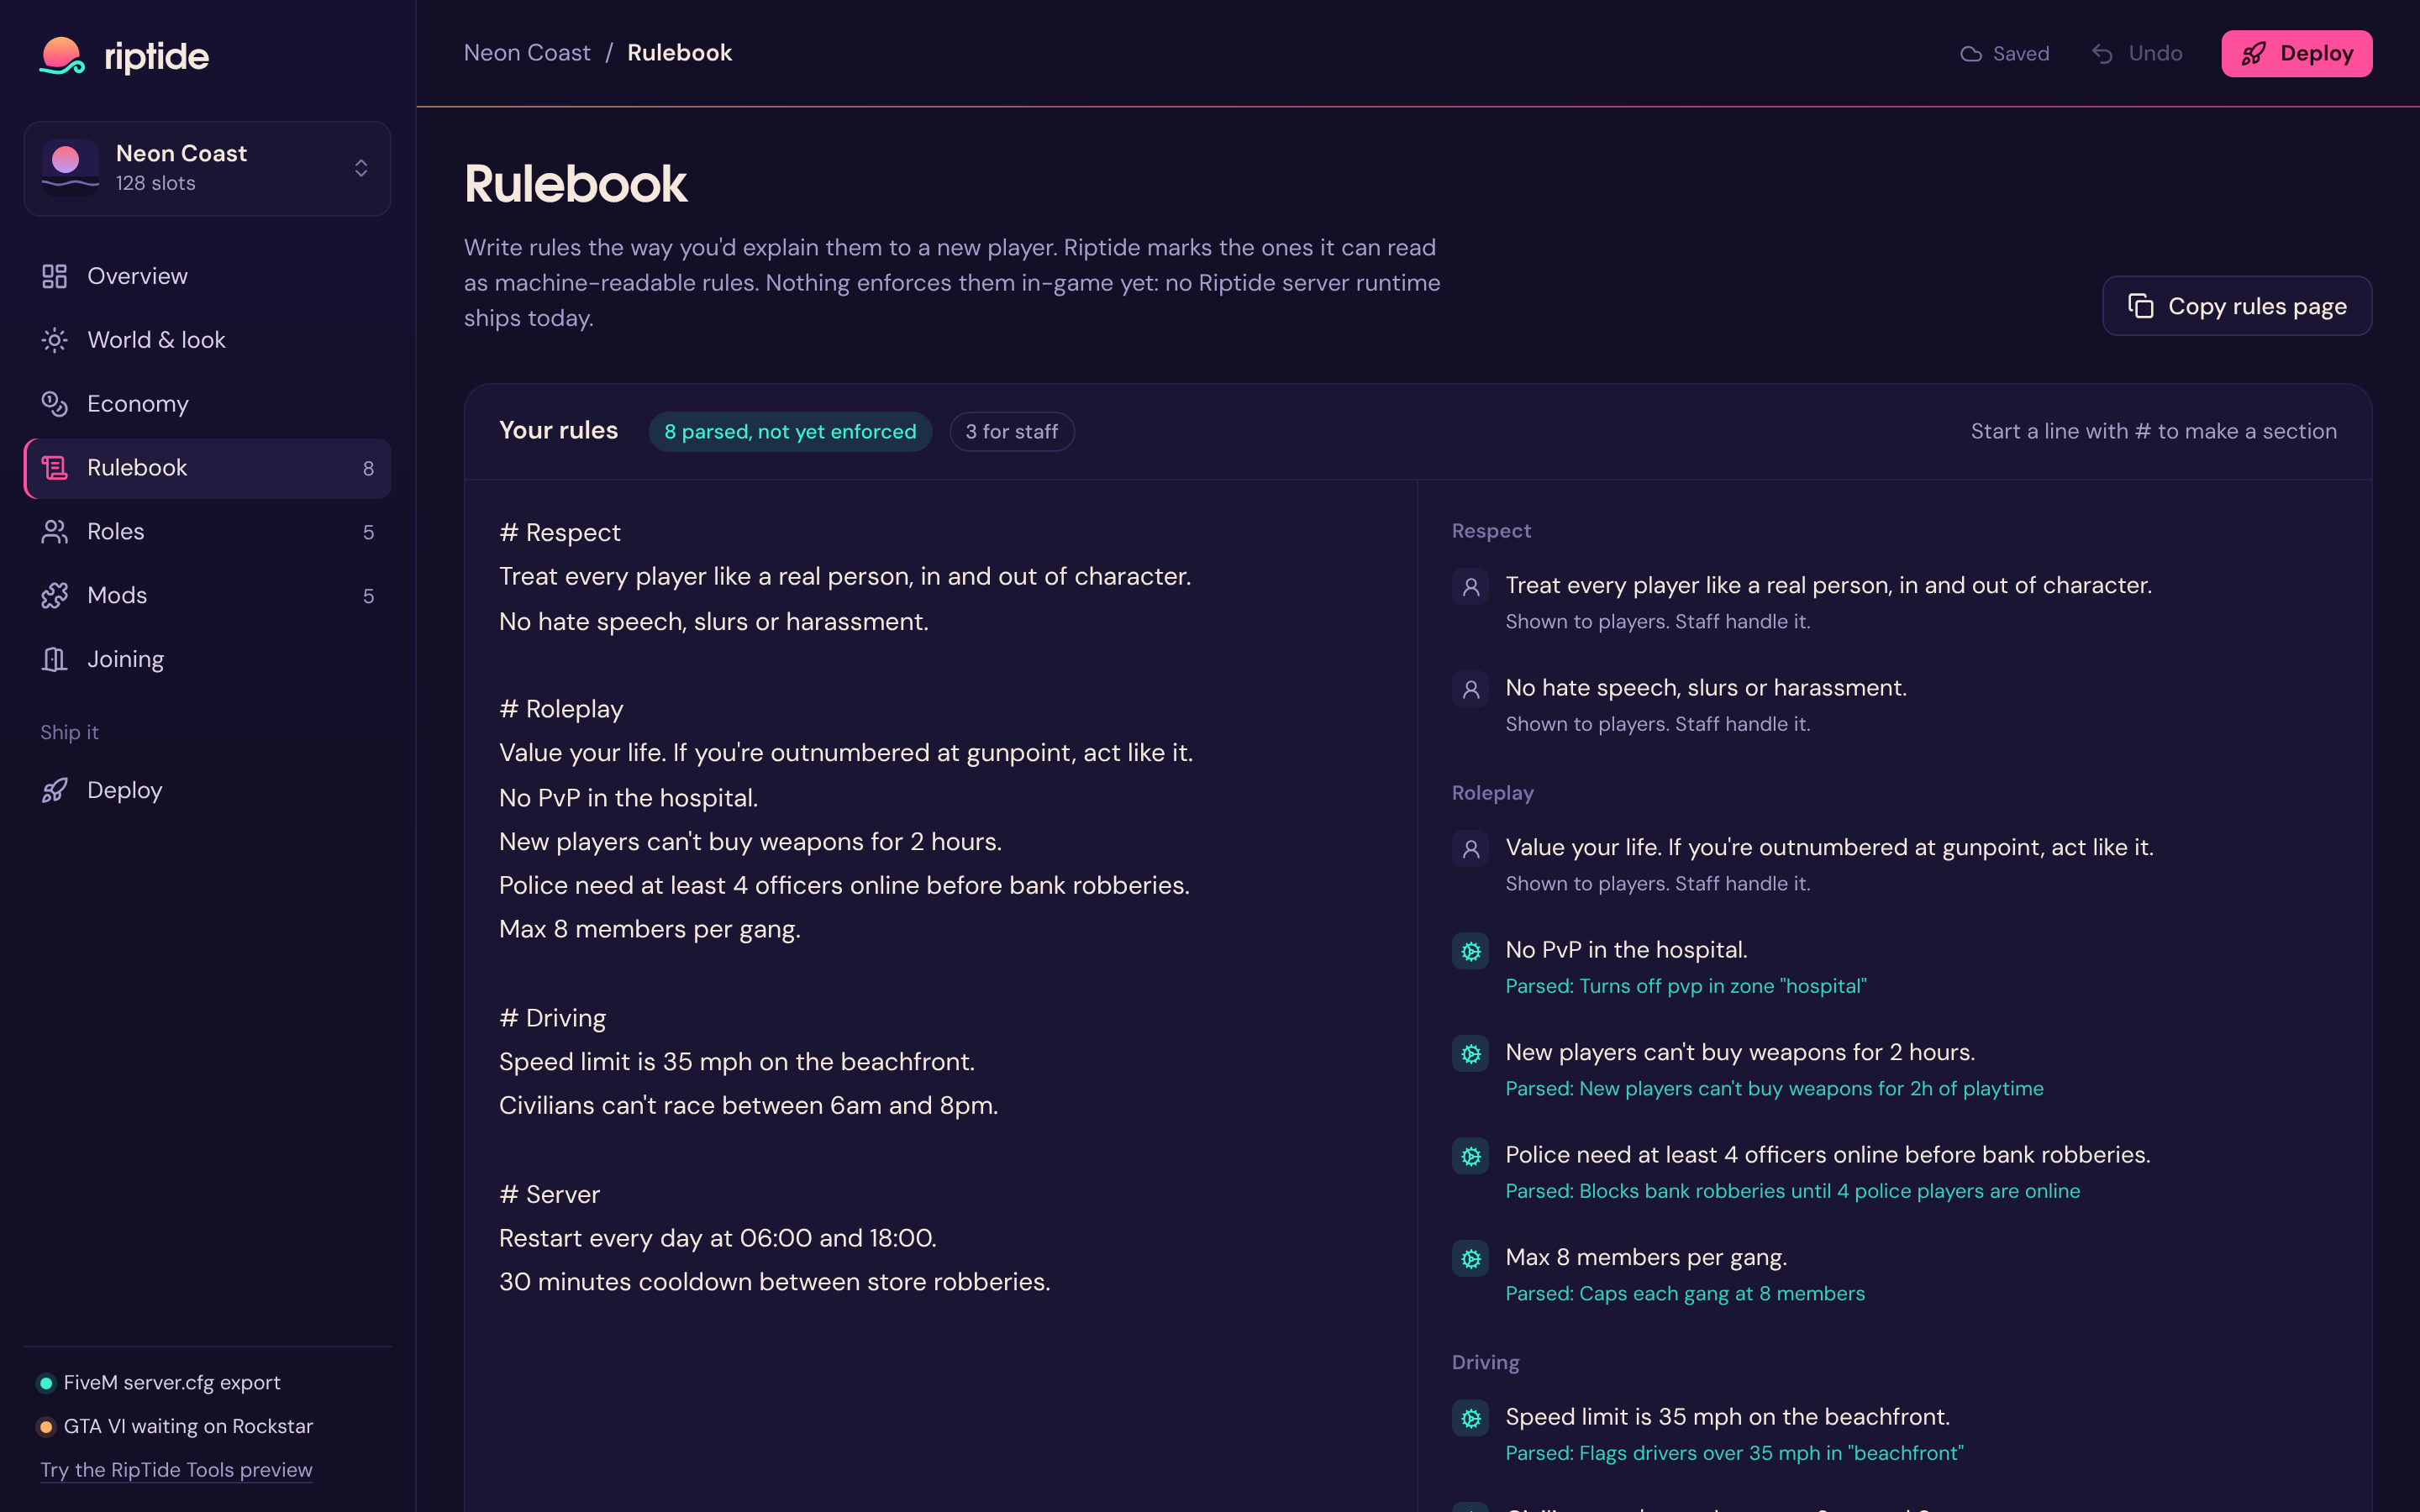 riptide
Neon Coast
128 slots
Overview
World & look
Economy
Rulebook 8
Roles 5
Mods 5
Joining
Ship it
Deploy
FiveM server.cfg export
GTA VI waiting on Rockstar
Try the RipTide Tools preview
Neon Coast / Rulebook
Saved
Undo
Deploy
Rulebook
Write rules the way you'd explain them to a new player. Riptide marks the ones it can read
as machine-readable rules. Nothing enforces them in-game yet: no Riptide server runtime
ships today.
Copy rules page
Your rules
8 parsed, not yet enforced
3 for staff
Start a line with # to make a section
# Respect
Treat every player like a real person, in and out of character.
No hate speech, slurs or harassment.
# Roleplay
Value your life. If you're outnumbered at gunpoint, act like it.
No PvP in the hospital.
New players can't buy weapons for 2 hours.
Police need at least 4 officers online before bank robberies.
Max 8 members per gang.
# Driving
Speed limit is 35 mph on the beachfront.
Civilians can't race between 6am and 8pm.
# Server
Restart every day at 06:00 and 18:00.
30 minutes cooldown between store robberies.
Respect
Treat every player like a real person, in and out of character.
Shown to players. Staff handle it.
No hate speech, slurs or harassment.
Shown to players. Staff handle it.
Roleplay
Value your life. If you're outnumbered at gunpoint, act like it.
Shown to players. Staff handle it.
No PvP in the hospital.
Parsed: Turns off pvp in zone "hospital"
New players can't buy weapons for 2 hours.
Parsed: New players can't buy weapons for 2h of playtime
Police need at least 4 officers online before bank robberies.
Parsed: Blocks bank robberies until 4 police players are online
Max 8 members per gang.
Parsed: Caps each gang at 8 members
Driving
Speed limit is 35 mph on the beachfront.
Parsed: Flags drivers over 35 mph in "beachfront"